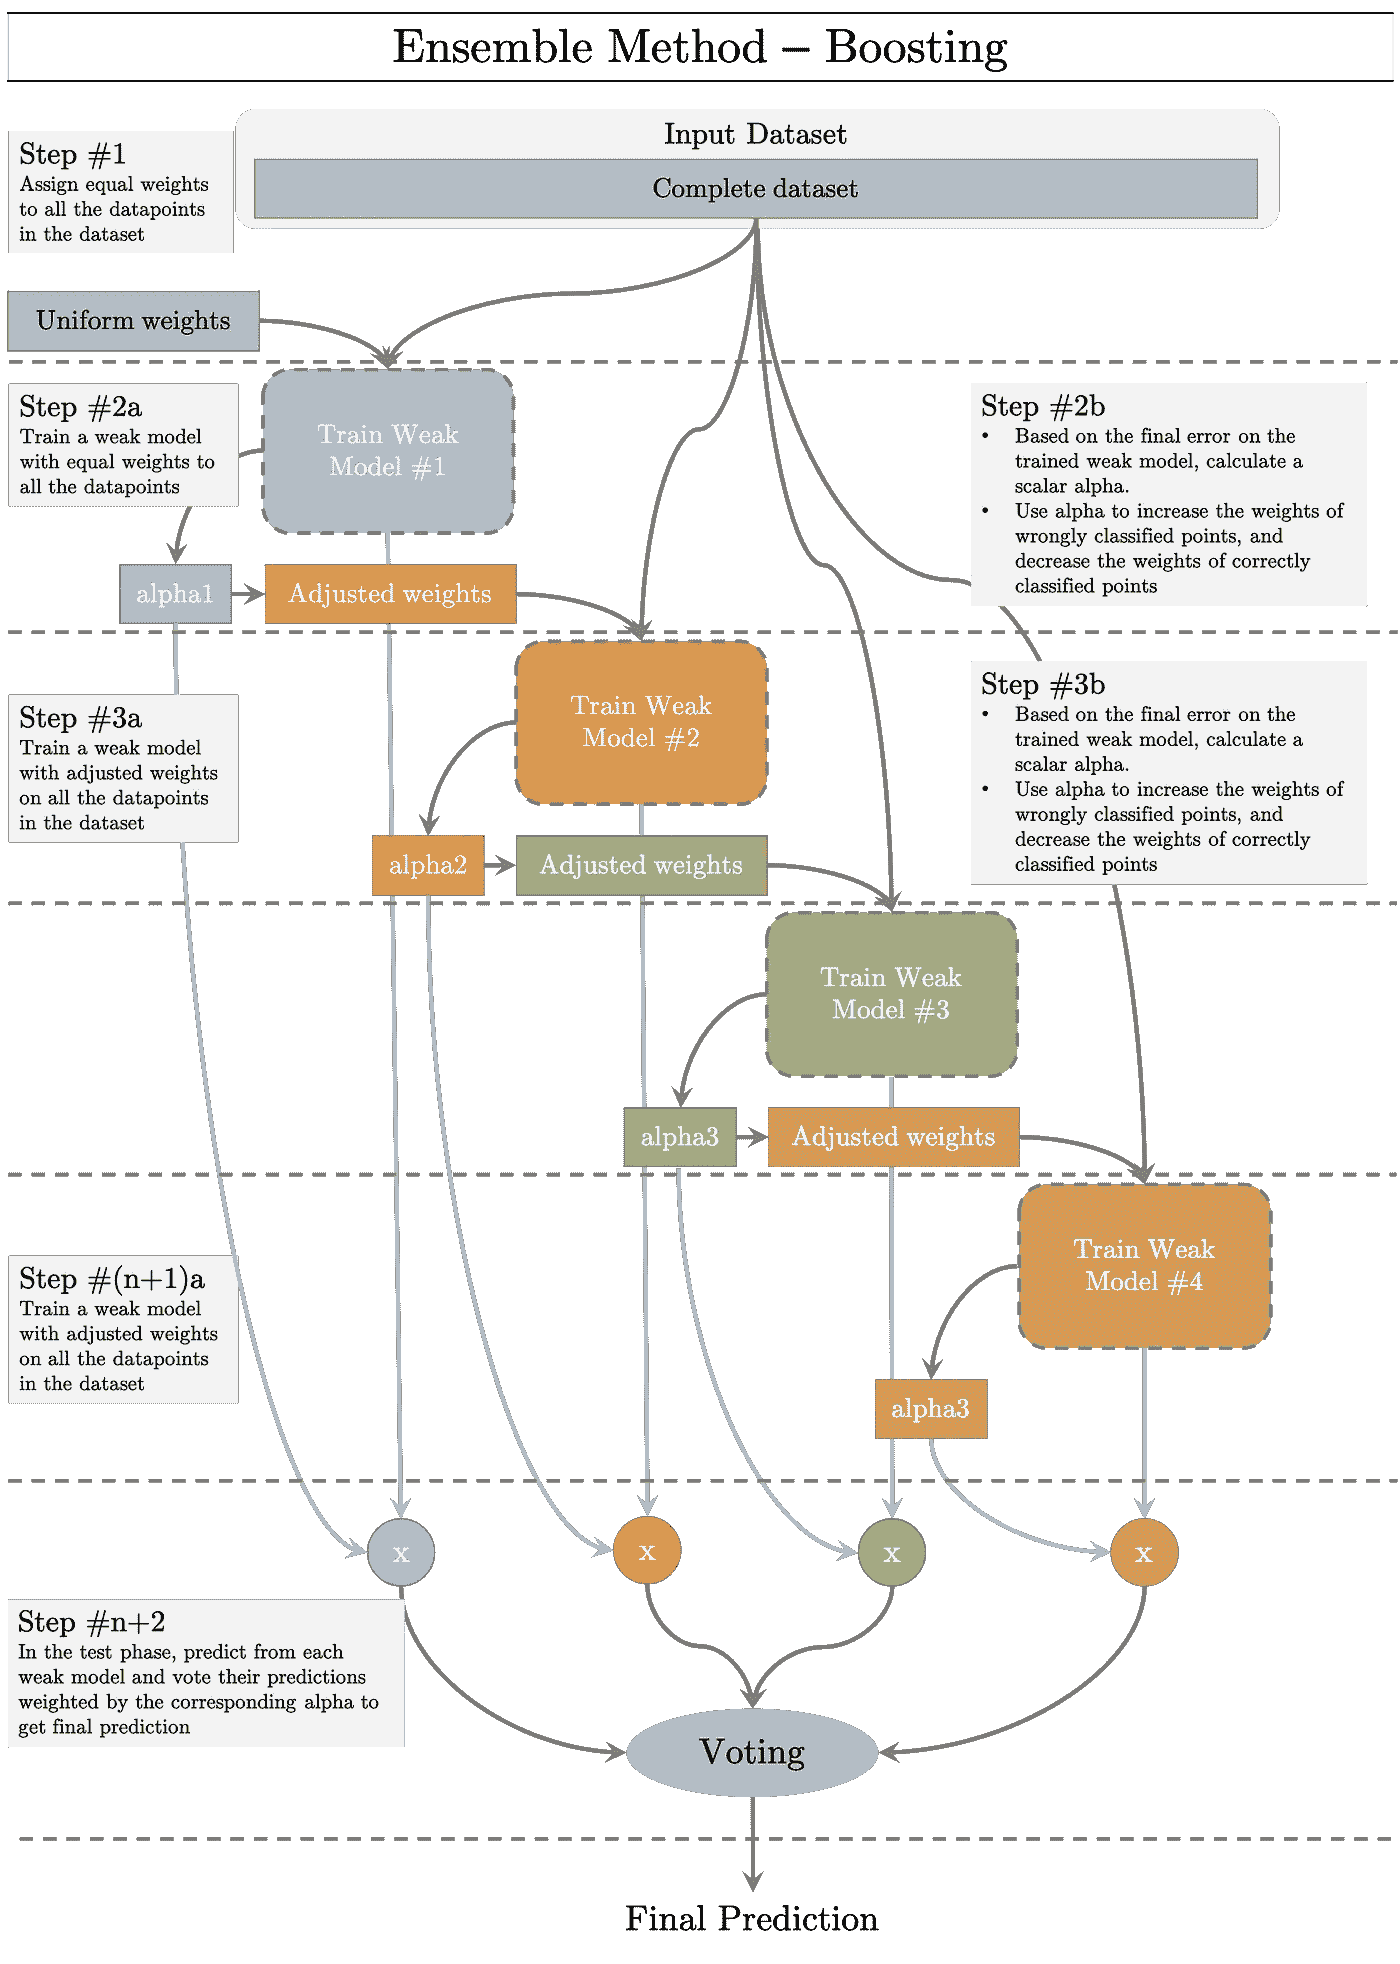 Ensemble Method – Boosting
Input Dataset
Complete dataset
Step #1
Assign equal weights
to all the datapoints
in the dataset
Uniform weights
Step #2a
Train a weak model
with equal weights to
all the datapoints
Train Weak
Model #1
Step #2b
• Based on the final error on the
trained weak model, calculate a
scalar alpha.
• Use alpha to increase the weights of
wrongly classified points, and
decrease the weights of correctly
classified points
alpha1
Adjusted weights
Step #3a
Train a weak model
with adjusted weights
on all the datapoints
in the dataset
Train Weak
Model #2
Step #3b
• Based on the final error on the
trained weak model, calculate a
scalar alpha.
• Use alpha to increase the weights of
wrongly classified points, and
decrease the weights of correctly
classified points
alpha2
Adjusted weights
Train Weak
Model #3
alpha3
Adjusted weights
Step #(n+1)a
Train a weak model
with adjusted weights
on all the datapoints
in the dataset
Train Weak
Model #4
alpha3
x
x
x
x
Step #n+2
In the test phase, predict from each
weak model and vote their predictions
weighted by the corresponding alpha to
get final prediction
Voting
Final Prediction